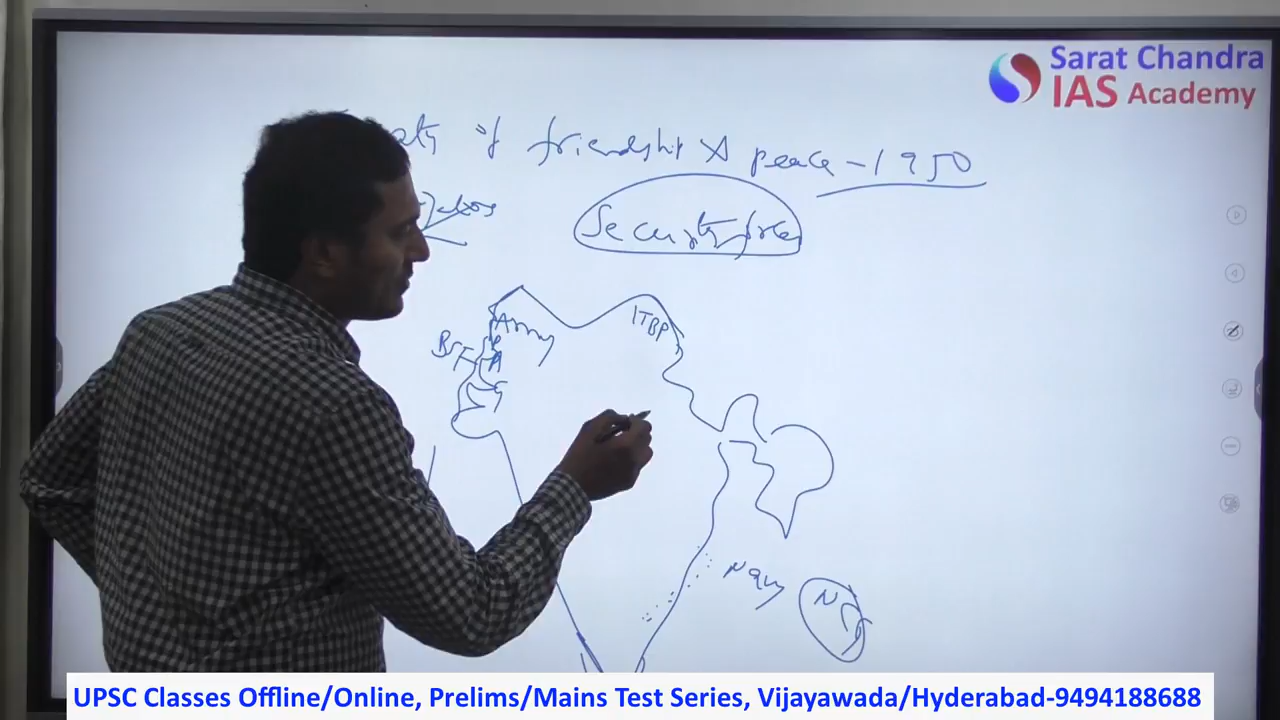 Sarat Chandra
IAS Academy
aty of friendship & peace - 1950
Security forces
Army
ITBP
BSF
Navy
UPSC Classes Offline/Online, Prelims/Mains Test Series, Vijayawada/Hyderabad-9494188688